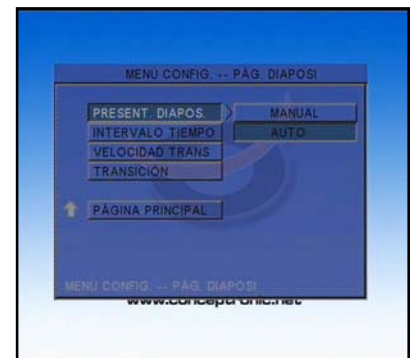 MENÚ CONFIG. -- PÁG. DIAPOSI
PRESENT. DIAPOS. MANUAL
INTERVALO TIEMPO AUTO
VELOCIDAD TRANS
TRANSICIÓN
PÁGINA PRINCIPAL
MENÚ CONFIG. -- PÁG. DIAPOSI
www.conceptronic.net